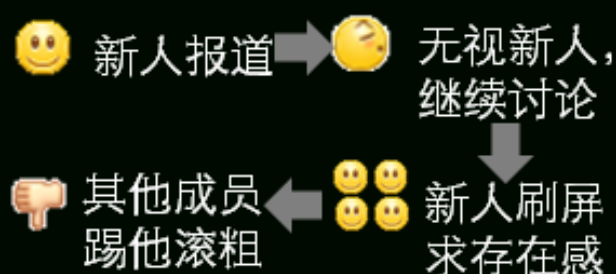 新人报道
无视新人，
继续讨论
新人刷屏
求存在感
其他成员
踢他滚粗